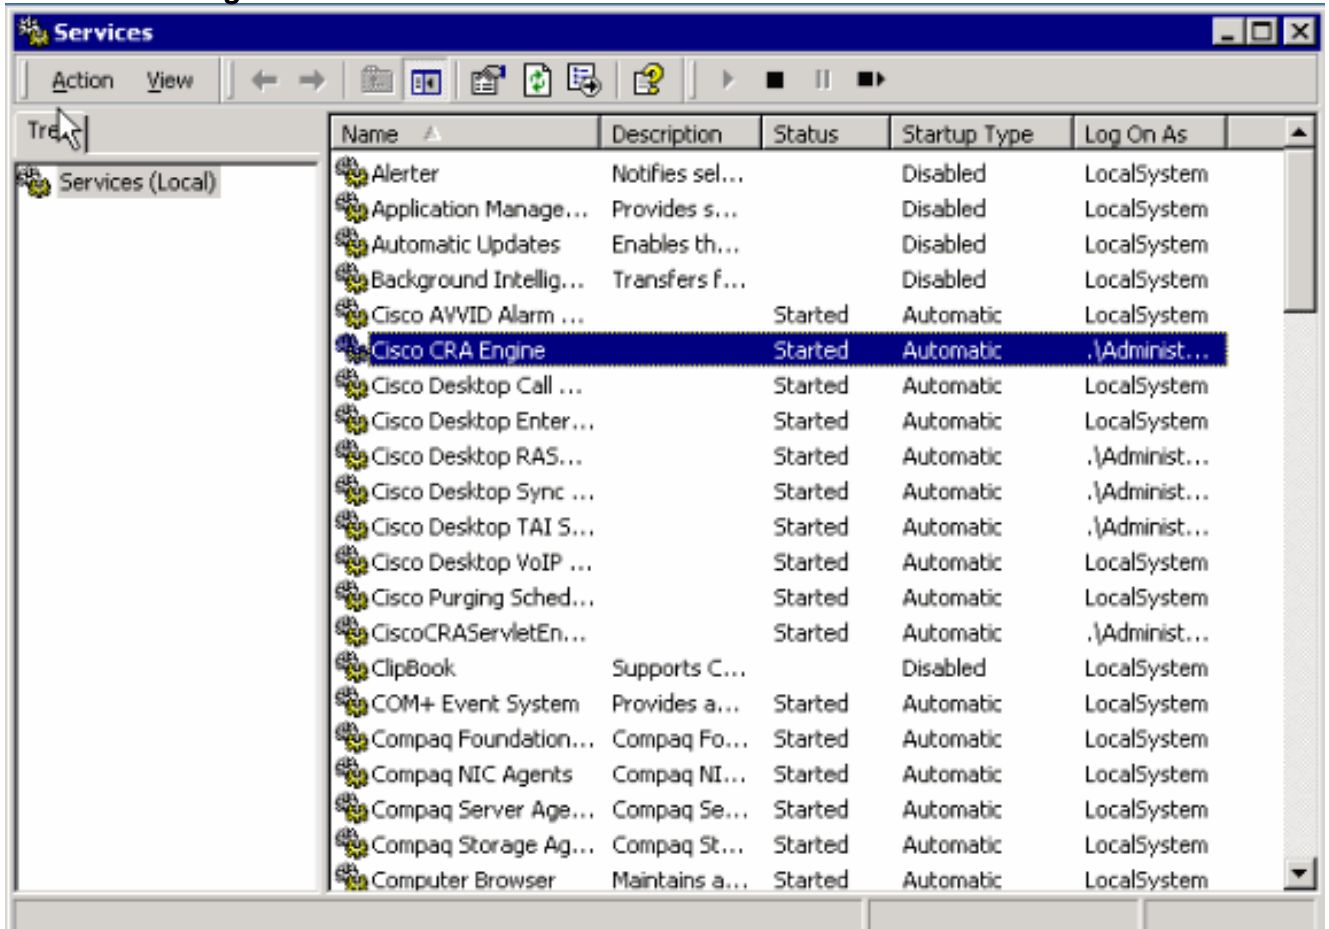 Services
Action View
Tree
Name Description Status Startup Type Log On As
Services (Local)
Alerter Notifies sel... Disabled LocalSystem
Application Manage... Provides s... Disabled LocalSystem
Automatic Updates Enables th... Disabled LocalSystem
Background Intellig... Transfers f... Disabled LocalSystem
Cisco AVVID Alarm ... Started Automatic LocalSystem
Cisco CRA Engine Started Automatic .\Administ...
Cisco Desktop Call ... Started Automatic LocalSystem
Cisco Desktop Enter... Started Automatic LocalSystem
Cisco Desktop RAS... Started Automatic .\Administ...
Cisco Desktop Sync ... Started Automatic .\Administ...
Cisco Desktop TAI S... Started Automatic .\Administ...
Cisco Desktop VoIP ... Started Automatic LocalSystem
Cisco Purging Sched... Started Automatic LocalSystem
CiscoCRAServletEn... Started Automatic .\Administ...
ClipBook Supports C... Disabled LocalSystem
COM+ Event System Provides a... Started Automatic LocalSystem
Compaq Foundation... Compaq Fo... Started Automatic LocalSystem
Compaq NIC Agents Compaq NI... Started Automatic LocalSystem
Compaq Server Age... Compaq Se... Started Automatic LocalSystem
Compaq Storage Ag... Compaq St... Started Automatic LocalSystem
Computer Browser Maintains a... Started Automatic LocalSystem